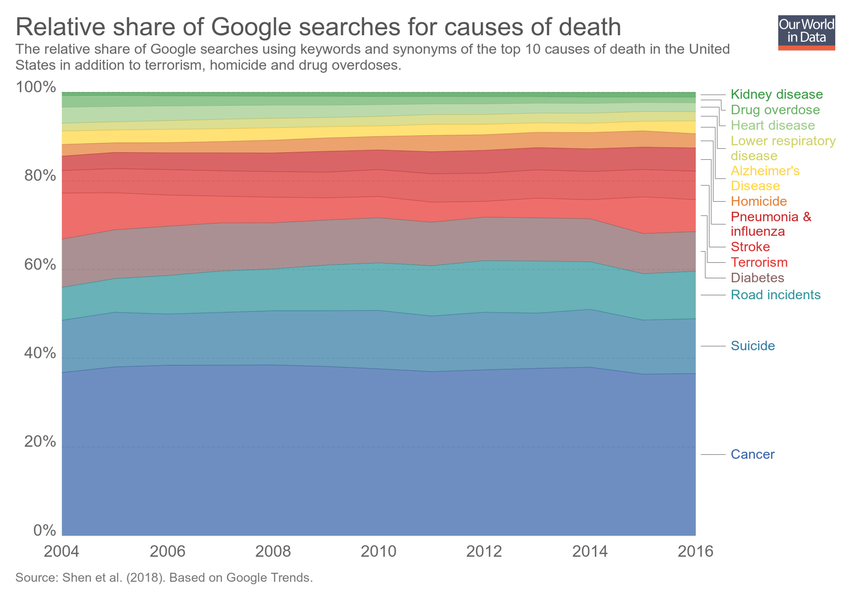 Relative share of Google searches for causes of death
Our World
in Data
The relative share of Google searches using keywords and synonyms of the top 10 causes of death in the United
States in addition to terrorism, homicide and drug overdoses.
100%
80%
60%
40%
20%
0%
2004
2006
2008
2010
2012
2014
2016
Kidney disease
Drug overdose
Heart disease
Lower respiratory
disease
Alzheimer's
Disease
Homicide
Pneumonia &
influenza
Stroke
Terrorism
Diabetes
Road incidents
Suicide
Cancer
Source: Shen et al. (2018). Based on Google Trends.